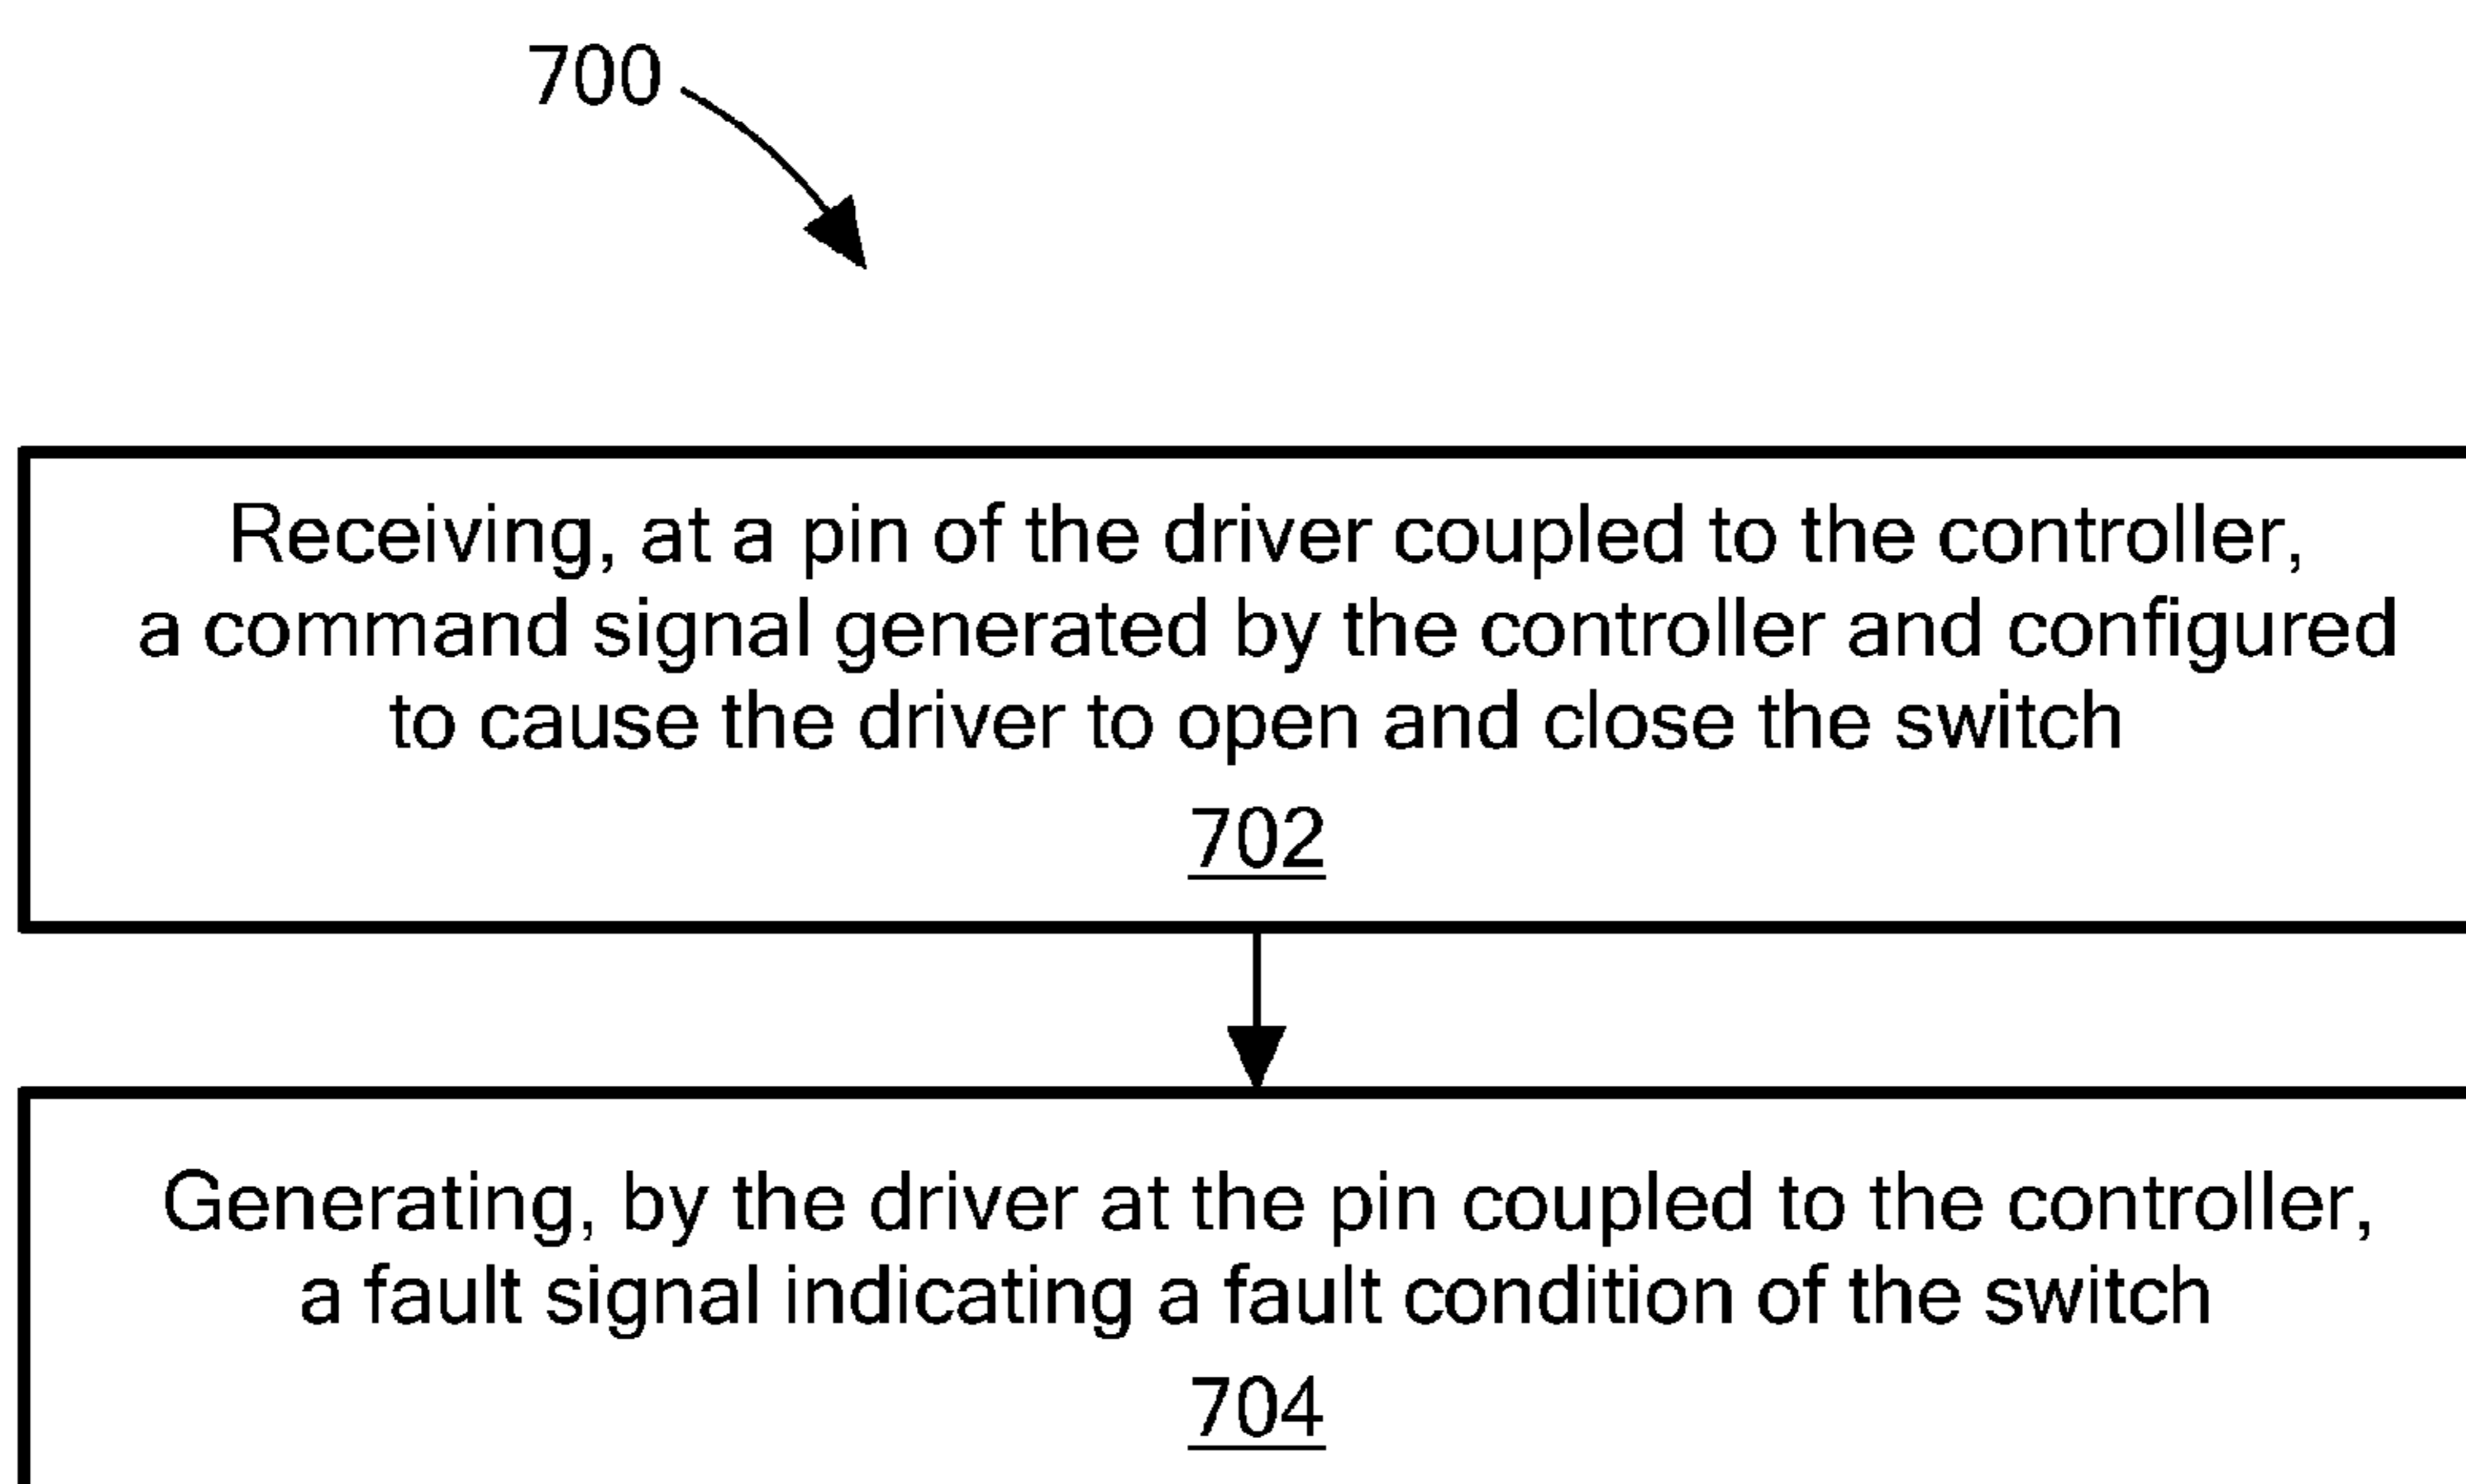 700
Receiving, at a pin of the driver coupled to the controller,
a command signal generated by the controller and configured
to cause the driver to open and close the switch
702
Generating, by the driver at the pin coupled to the controller,
a fault signal indicating a fault condition of the switch
704